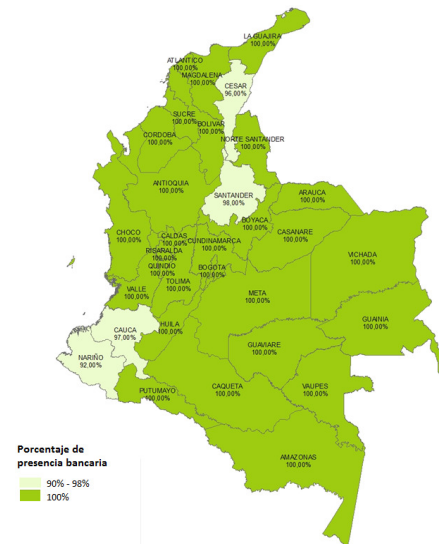 LA GUAJIRA
100,00%
ATLANTICO
100,00%
MAGDALENA
100,00%
CESAR
96,00%
SUCRE
100,00%
BOLIVAR
100,00%
NORTE SANTANDER
100,00%
CORDOBA
100,00%
ANTIOQUIA
100,00%
SANTANDER
98,00%
ARAUCA
100,00%
BOYACA
100,00%
CHOCO
100,00%
CALDAS
100,00%
CUNDINAMARCA
100,00%
CASANARE
100,00%
VICHADA
100,00%
RISARALDA
100,00%
QUINDIO
100,00%
BOGOTA
100,00%
TOLIMA
100,00%
VALLE
100,00%
META
100,00%
GUAINIA
100,00%
CAUCA
97,00%
HUILA
100,00%
GUAVIARE
100,00%
NARIÑO
92,00%
PUTUMAYO
100,00%
CAQUETA
100,00%
VAUPES
100,00%
AMAZONAS
100,00%
Porcentaje de
presencia bancaria
90% - 98%
100%